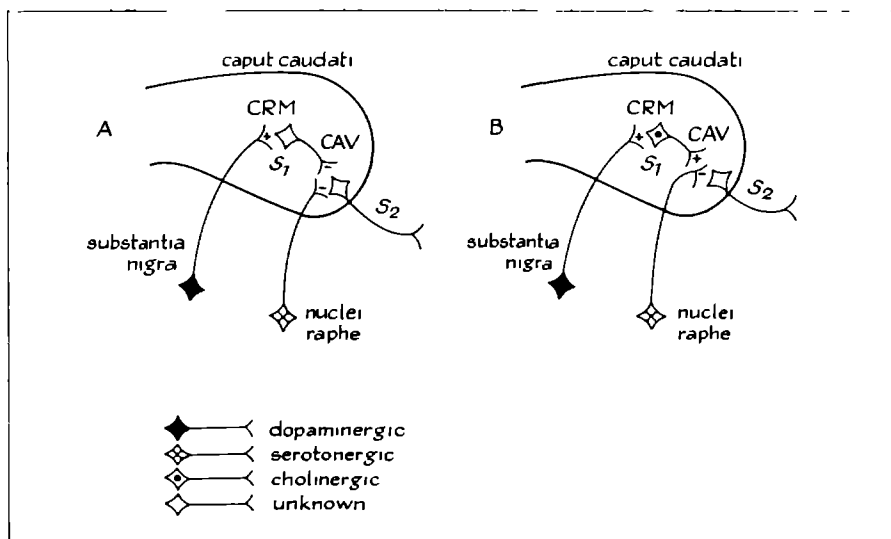 caput caudati
A
CRM
CAV
+
S1
-
-
S2
substantia
nigra
nuclei
raphe
caput caudati
B
CRM
CAV
+
S1
+
-
S2
substantia
nigra
nuclei
raphe
dopaminergic
serotonergic
cholinergic
unknown